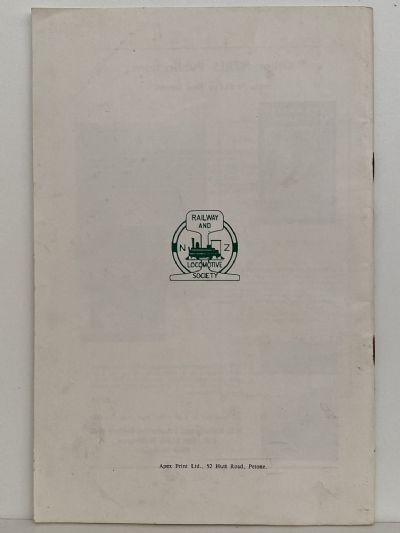 RAILWAY
AND
N Z
LOCOMOTIVE
SOCIETY
Apex Print Ltd., 52 Hutt Road, Petone.